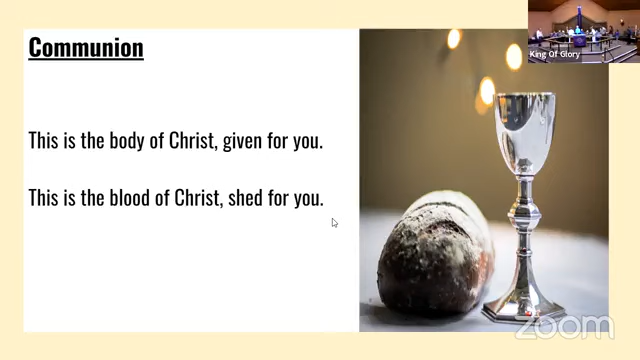 Communion
King Of Glory
This is the body of Christ, given for you.
This is the blood of Christ, shed for you.
zoom